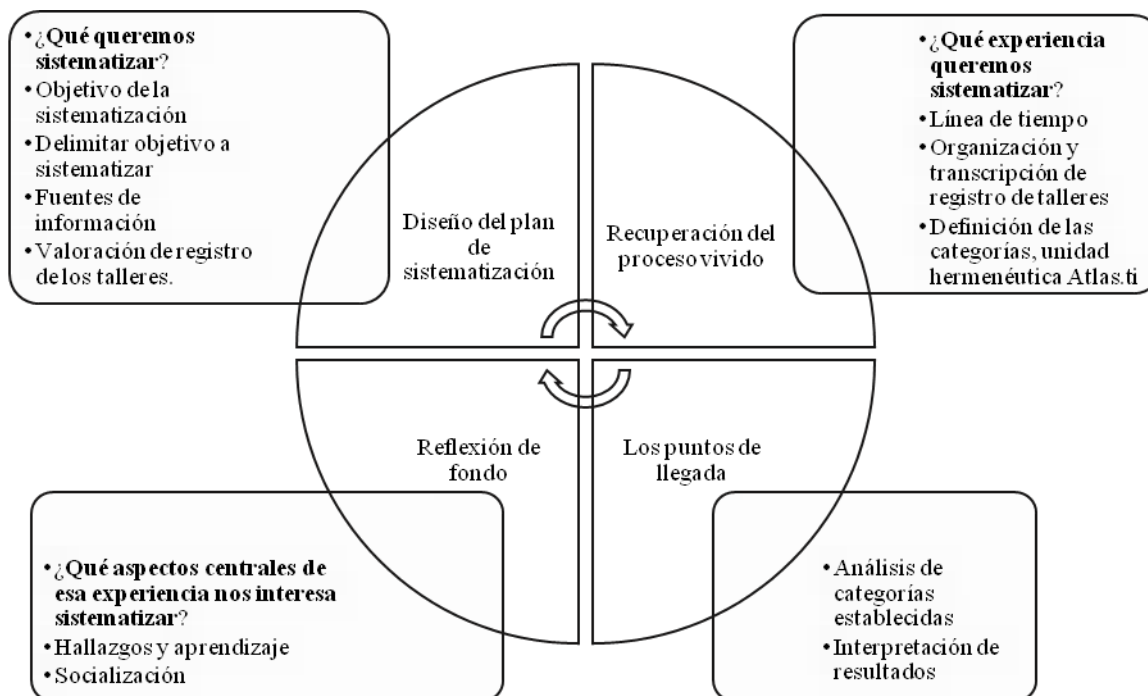 • ¿Qué queremos
sistematizar?
• Objetivo de la
sistematización
• Delimitar objetivo a
sistematizar
• Fuentes de
información
• Valoración de registro
de los talleres.
• ¿Qué experiencia
queremos
sistematizar?
• Línea de tiempo
• Organización y
transcripción de
registro de talleres
• Definición de las
categorías, unidad
hermenéutica Atlas.ti
Diseño del plan
de
sistematización
Recuperación del
proceso vivido
Reflexión de
fondo
Los puntos de
llegada
• ¿Qué aspectos centrales de
esa experiencia nos interesa
sistematizar?
• Hallazgos y aprendizaje
• Socialización
• Análisis de
categorías
establecidas
• Interpretación de
resultados